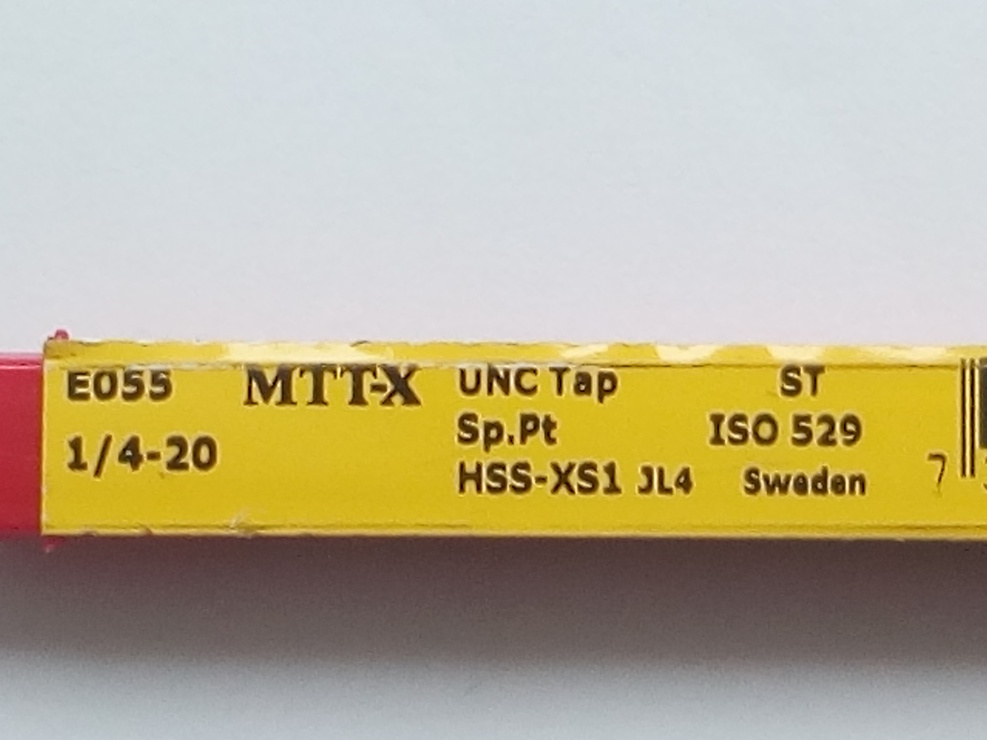 E055 MTT-X UNC Tap ST
Sp.Pt ISO 529
1/4-20
HSS-XS1 JL4 Sweden
7